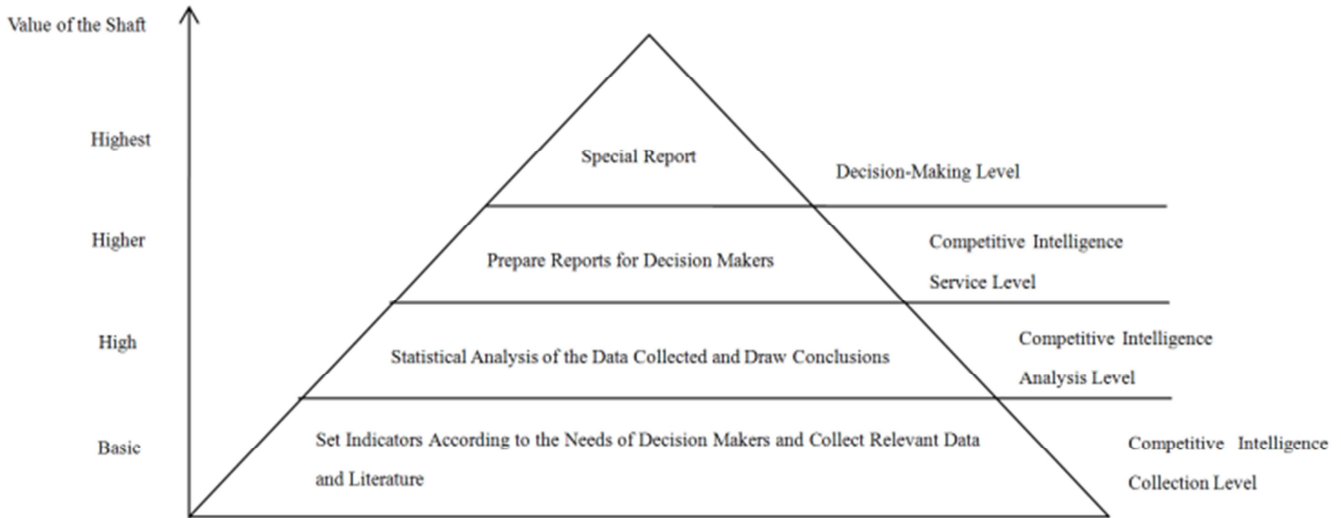 Value of the Shaft
Highest
Special Report
Decision-Making Level
Higher
Prepare Reports for Decision Makers
Competitive Intelligence
Service Level
High
Statistical Analysis of the Data Collected and Draw Conclusions
Competitive Intelligence
Analysis Level
Basic
Set Indicators According to the Needs of Decision Makers and Collect Relevant Data
and Literature
Competitive Intelligence
Collection Level